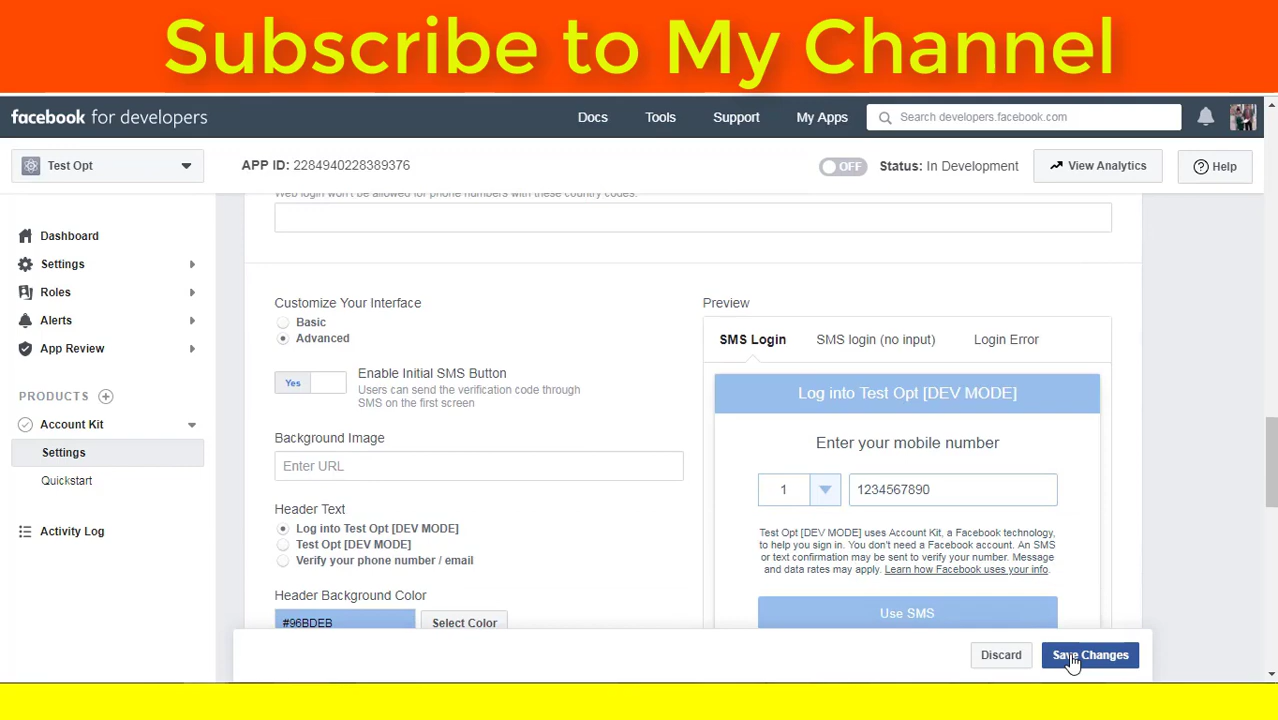 Subscribe to My Channel
facebook for developers
Docs
Tools
Support
My Apps
Search developers.facebook.com
Test Opt
APP ID: 2284940228389376
OFF
Status: In Development
View Analytics
Help
Web login won't be allowed for phone numbers with these country codes.
Dashboard
Settings
Roles
Alerts
App Review
PRODUCTS
Account Kit
Settings
Quickstart
Activity Log
Customize Your Interface
Basic
Advanced
Yes
Enable Initial SMS Button
Users can send the verification code through
SMS on the first screen
Background Image
Enter URL
Header Text
Log into Test Opt [DEV MODE]
Test Opt [DEV MODE]
Verify your phone number / email
Header Background Color
#96BDEB
Select Color
Preview
SMS Login
SMS login (no input)
Login Error
Log into Test Opt [DEV MODE]
Enter your mobile number
1
1234567890
Test Opt [DEV MODE] uses Account Kit, a Facebook technology,
to help you sign in. You don't need a Facebook account. An SMS
or text confirmation may be sent to verify your number. Message
and data rates may apply. Learn how Facebook uses your info.
Use SMS
Discard
Save Changes